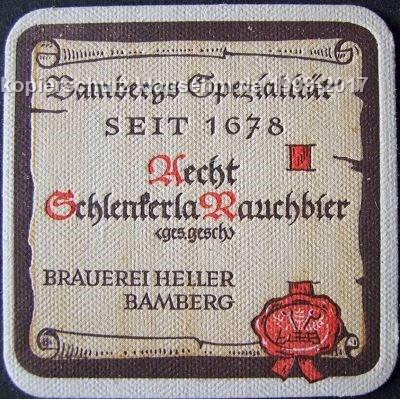 Bambergs Spezialität
SEIT 1678
Aecht
Schlenkerla Rauchbier
<ges.gesch>
BRAUEREI HELLER
BAMBERG